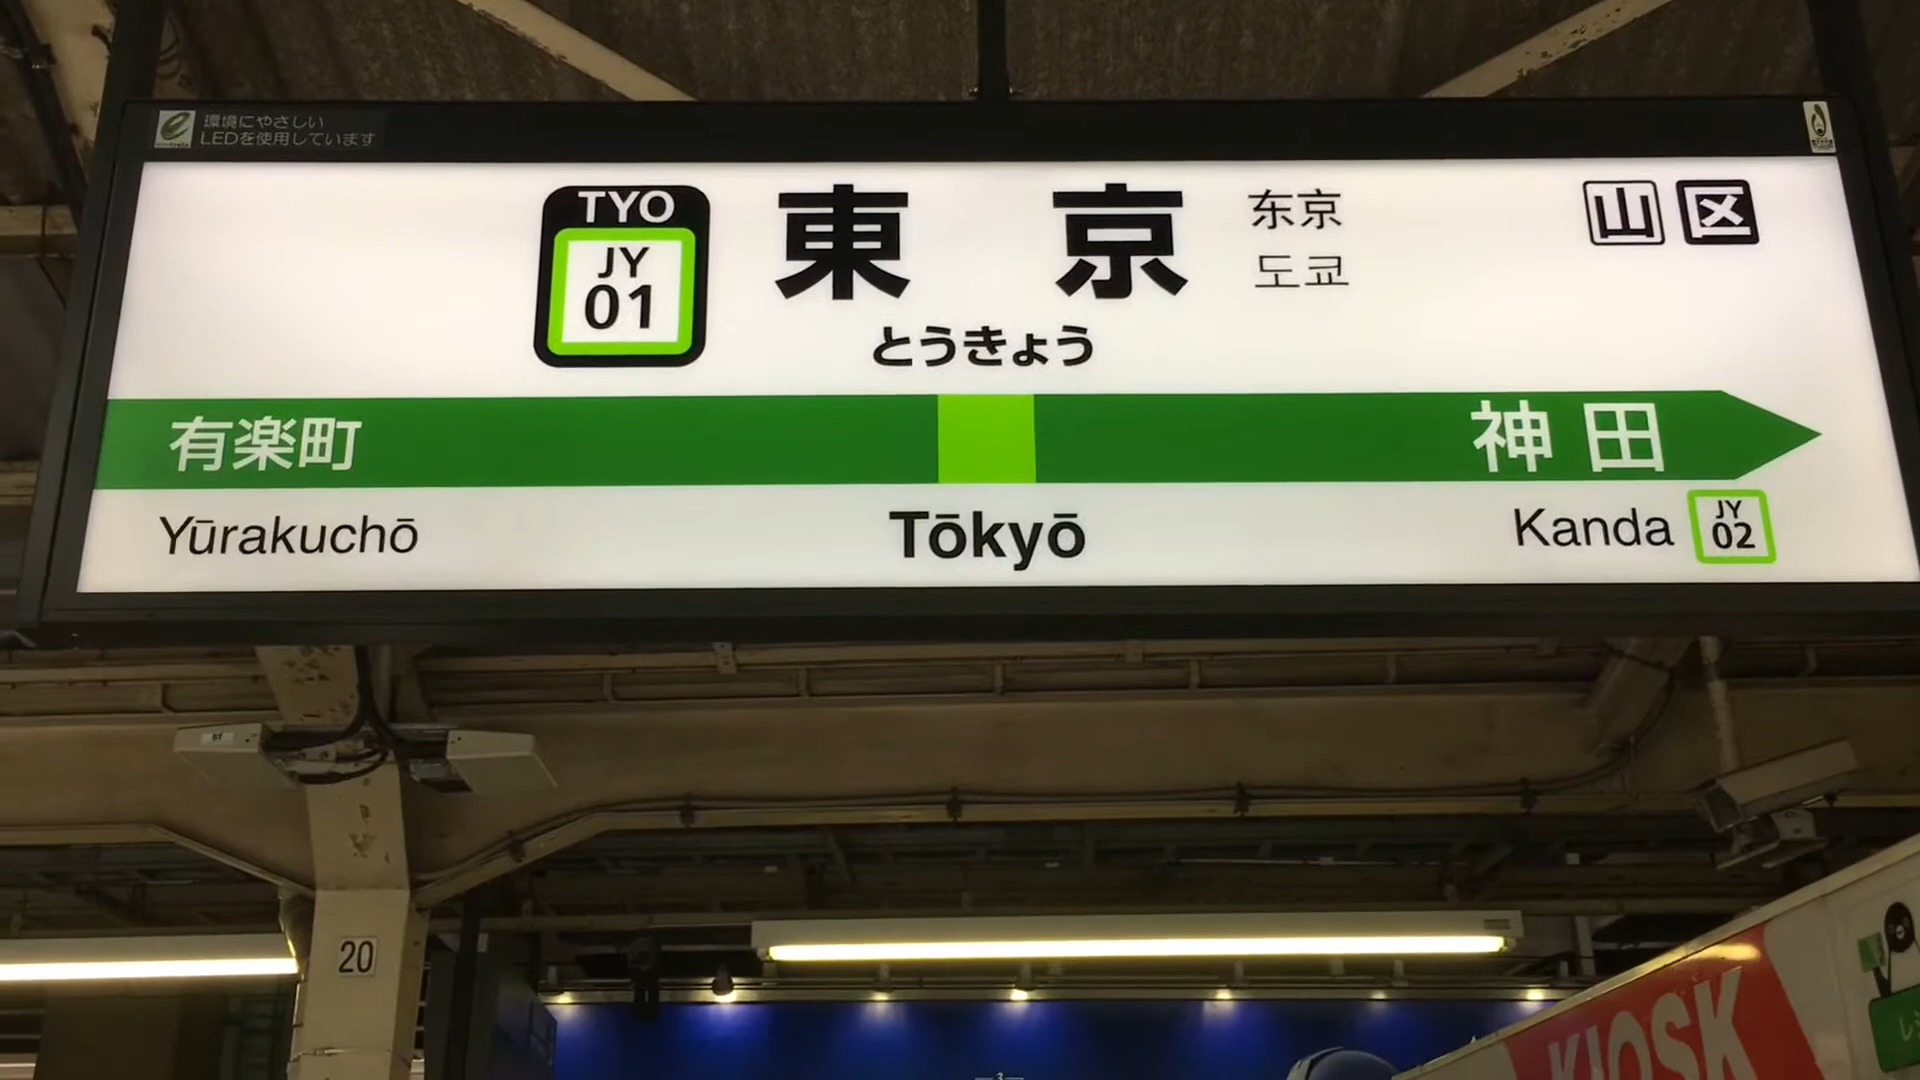 環境にやさしい
LEDを使用しています
TYO
JY
01
東京
とうきょう
东京
도쿄
山 区
有楽町
神田
Yūrakuchō
Tōkyō
Kanda
JY
02
20
KIOSK